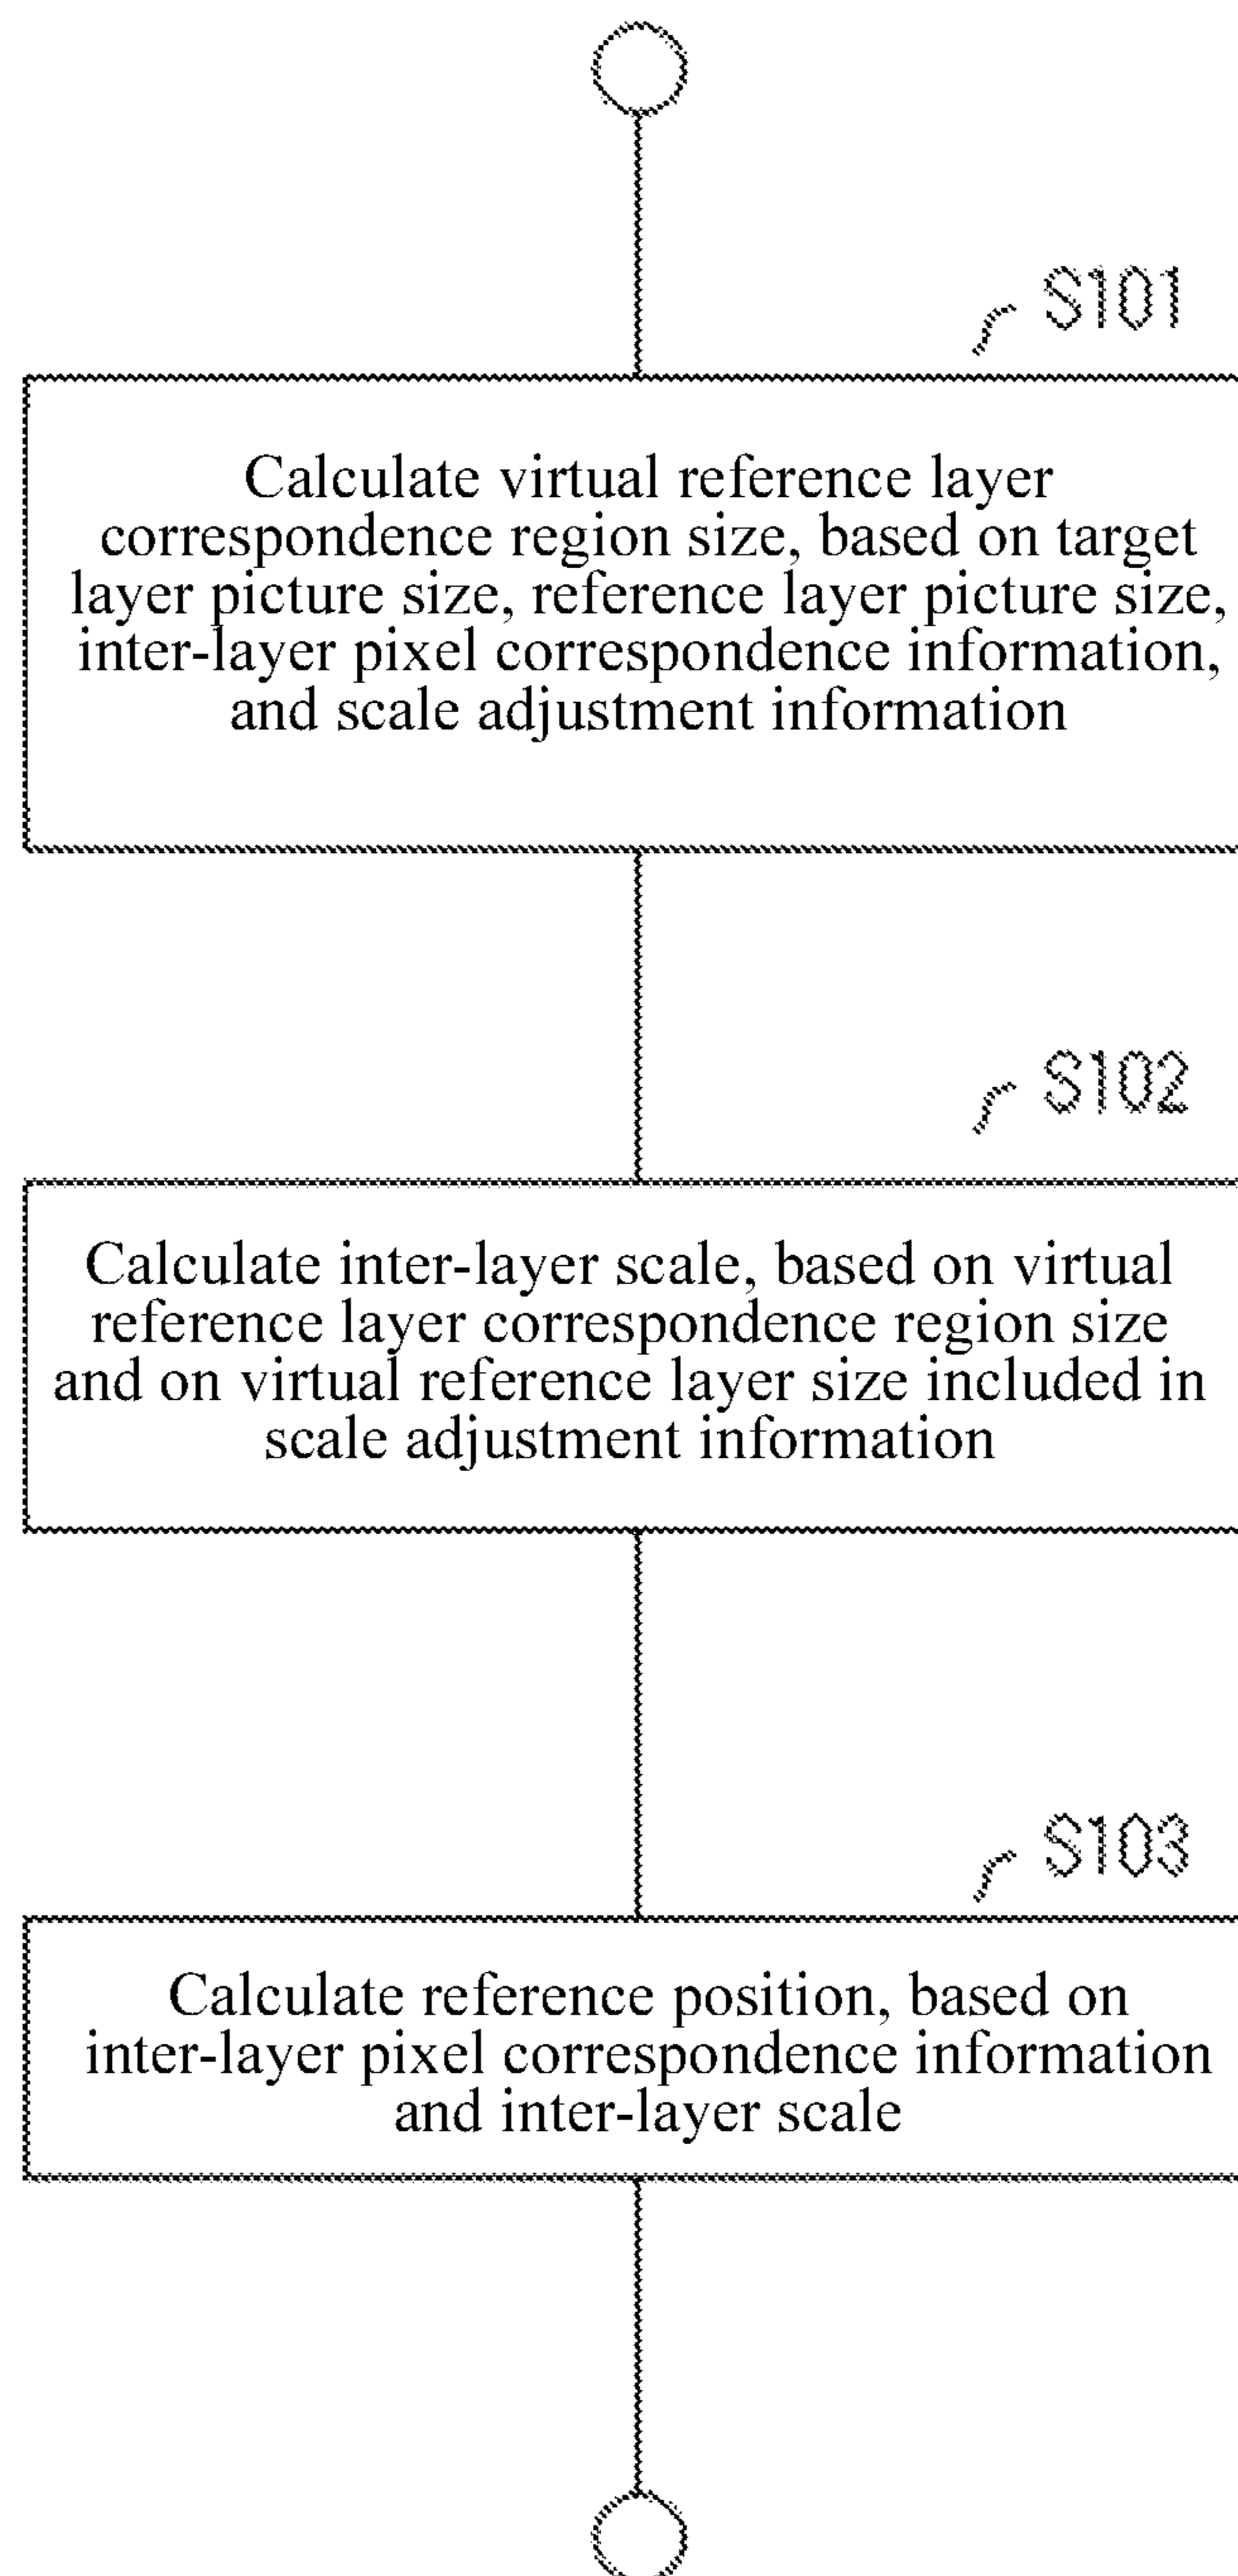 S101
Calculate virtual reference layer
correspondence region size, based on target
layer picture size, reference layer picture size,
inter-layer pixel correspondence information,
and scale adjustment information
S102
Calculate inter-layer scale, based on virtual
reference layer correspondence region size
and on virtual reference layer size included in
scale adjustment information
S103
Calculate reference position, based on
inter-layer pixel correspondence information
and inter-layer scale